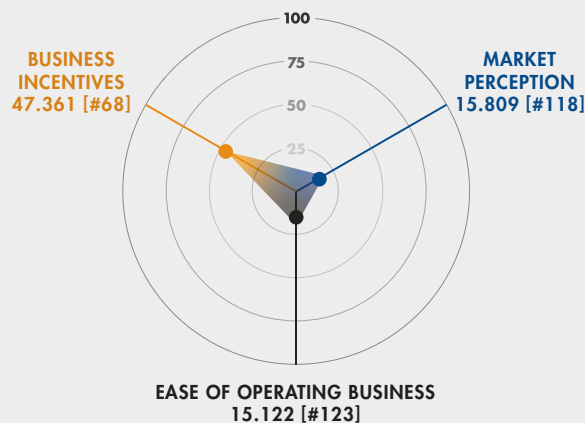 100
75
50
25
BUSINESS
INCENTIVES
47.361 [#68]
MARKET
PERCEPTION
15.809 [#118]
EASE OF OPERATING BUSINESS
15.122 [#123]